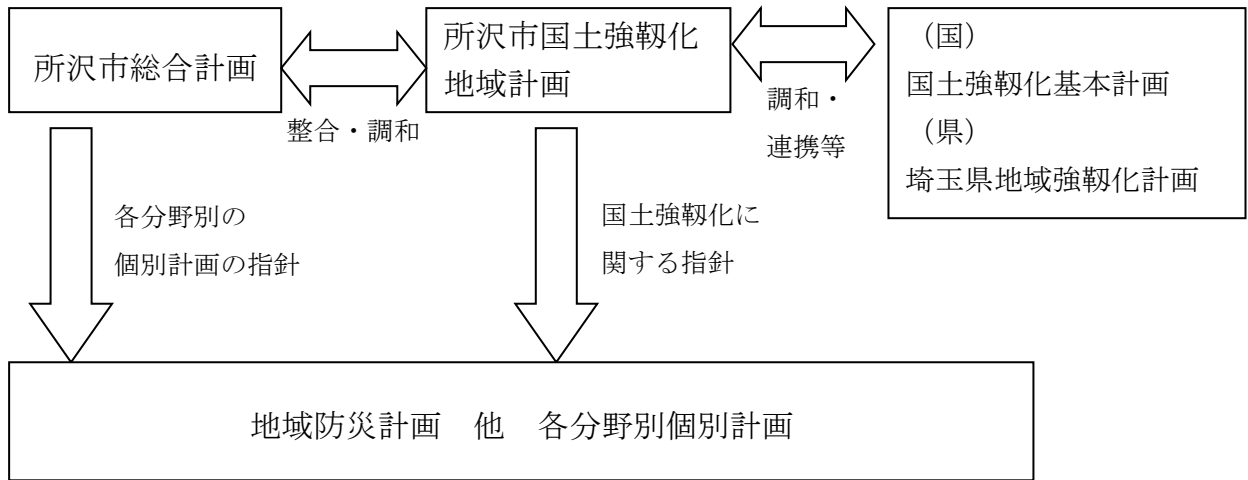 所沢市総合計画
整合・調和
所沢市国土強靱化
地域計画
調和・
連携等
（国）
国土強靱化基本計画
（県）
埼玉県地域強靱化計画
各分野別の
個別計画の指針
国土強靱化に
関する指針
地域防災計画　他　各分野別個別計画